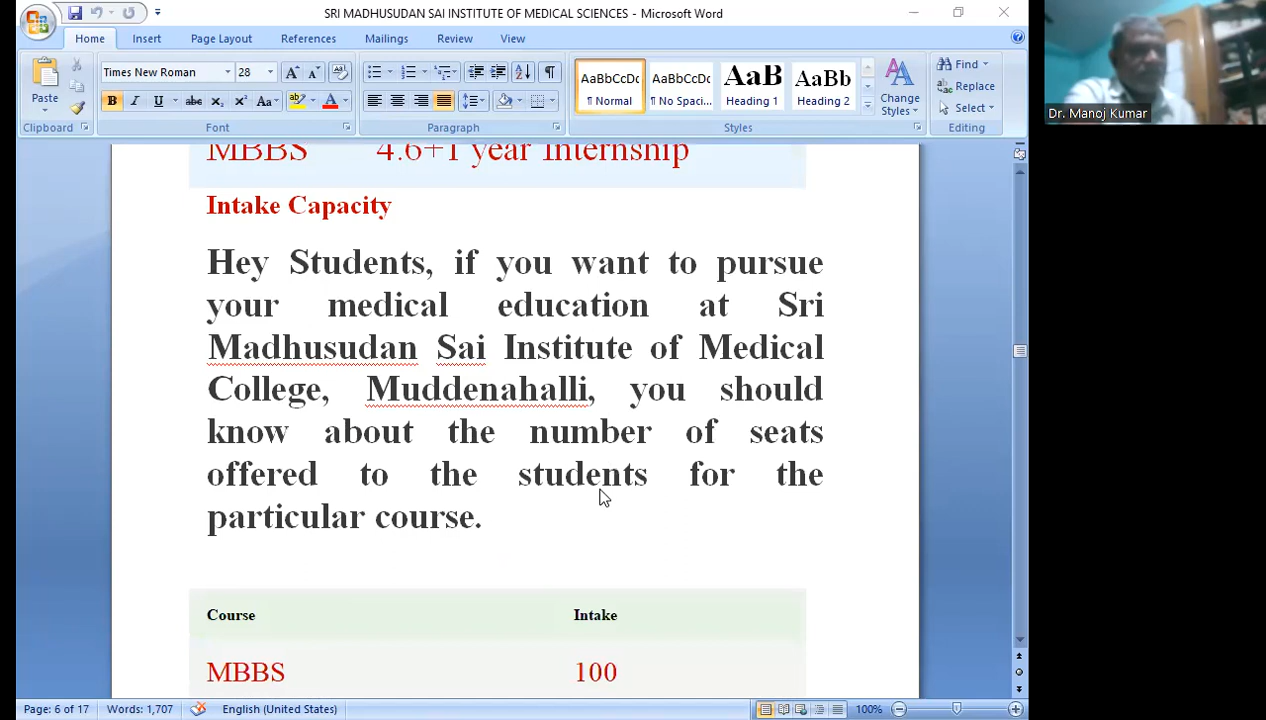 SRI MADHUSUDAN SAI INSTITUTE OF MEDICAL SCIENCES - Microsoft Word
Home Insert Page Layout References Mailings Review View
Paste
Times New Roman 28
B I U abc x₂ x² Aa A
AaBbCcDc AaBbCcDc AaB AaBb
¶ Normal ¶ No Spaci... Heading 1 Heading 2
Change
Styles
Find
Replace
Select
Clipboard Font Paragraph Styles Editing
Dr. Manoj Kumar
MBBS 4.6+1 year Internship
Intake Capacity
Hey Students, if you want to pursue
your medical education at Sri
Madhusudan Sai Institute of Medical
College, Muddenahalli, you should
know about the number of seats
offered to the students for the
particular course.
Course Intake
MBBS 100
Page: 6 of 17 Words: 1,707 English (United States) 100%